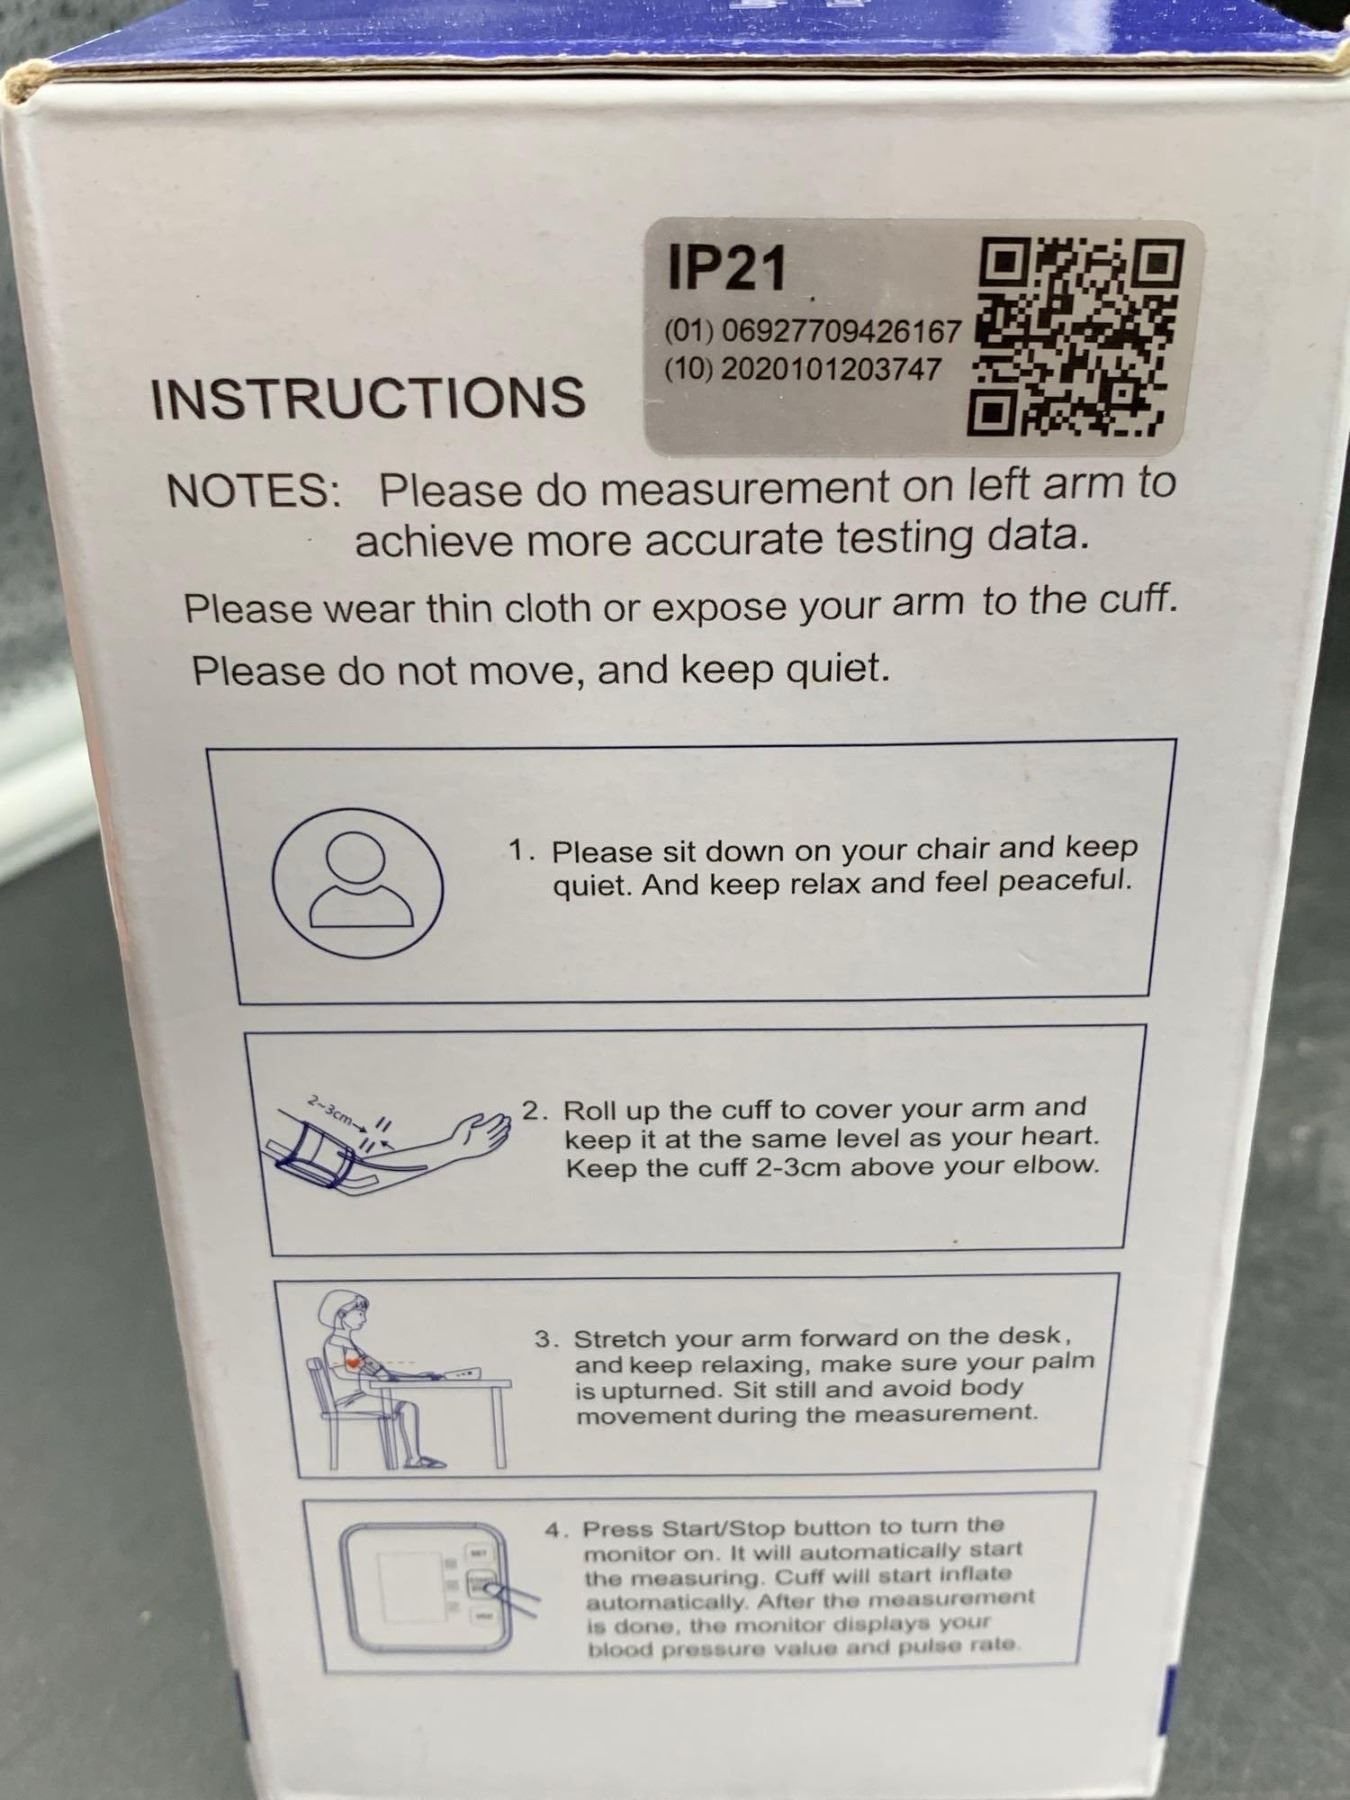 IP21
(01) 06927709426167
(10) 2020101203747
INSTRUCTIONS
NOTES: Please do measurement on left arm to
achieve more accurate testing data.
Please wear thin cloth or expose your arm to the cuff.
Please do not move, and keep quiet.
1. Please sit down on your chair and keep
quiet. And keep relax and feel peaceful.
2~3cm
2. Roll up the cuff to cover your arm and
keep it at the same level as your heart.
Keep the cuff 2-3cm above your elbow.
3. Stretch your arm forward on the desk,
and keep relaxing, make sure your palm
is upturned. Sit still and avoid body
movement during the measurement.
SET
4. Press Start/Stop button to turn the
monitor on. It will automatically start
the measuring. Cuff will start inflate
automatically. After the measurement
is done, the monitor displays your
blood pressure value and pulse rate.